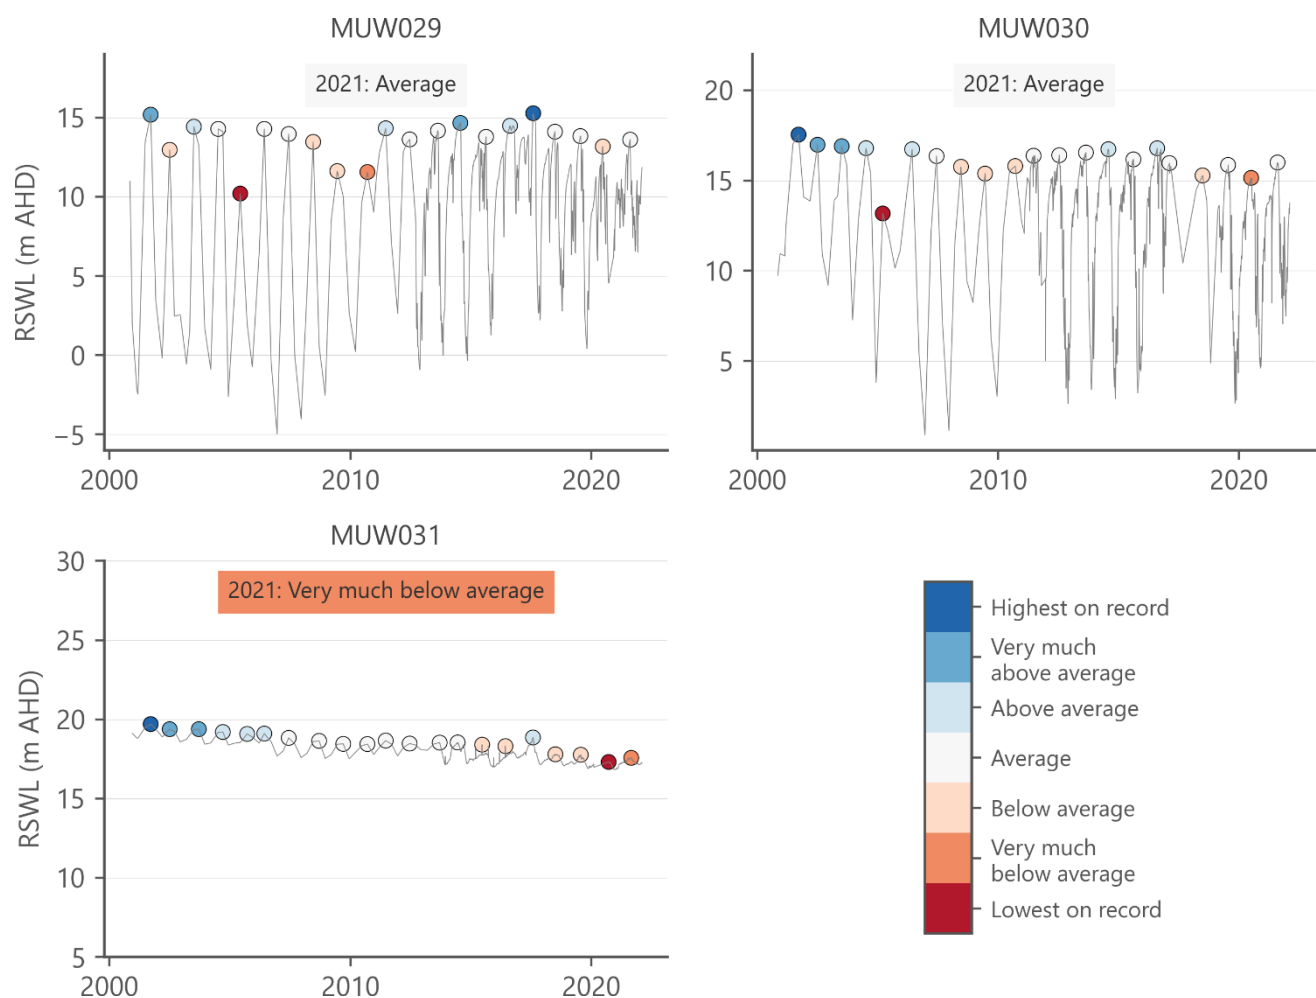 MUW029
2021: Average
RSWL (m AHD)
15
10
5
0
−5
2000
2010
2020
MUW030
2021: Average
20
15
10
5
2000
2010
2020
MUW031
2021: Very much below average
RSWL (m AHD)
30
25
20
15
10
5
2000
2010
2020
Highest on record
Very much
above average
Above average
Average
Below average
Very much
below average
Lowest on record